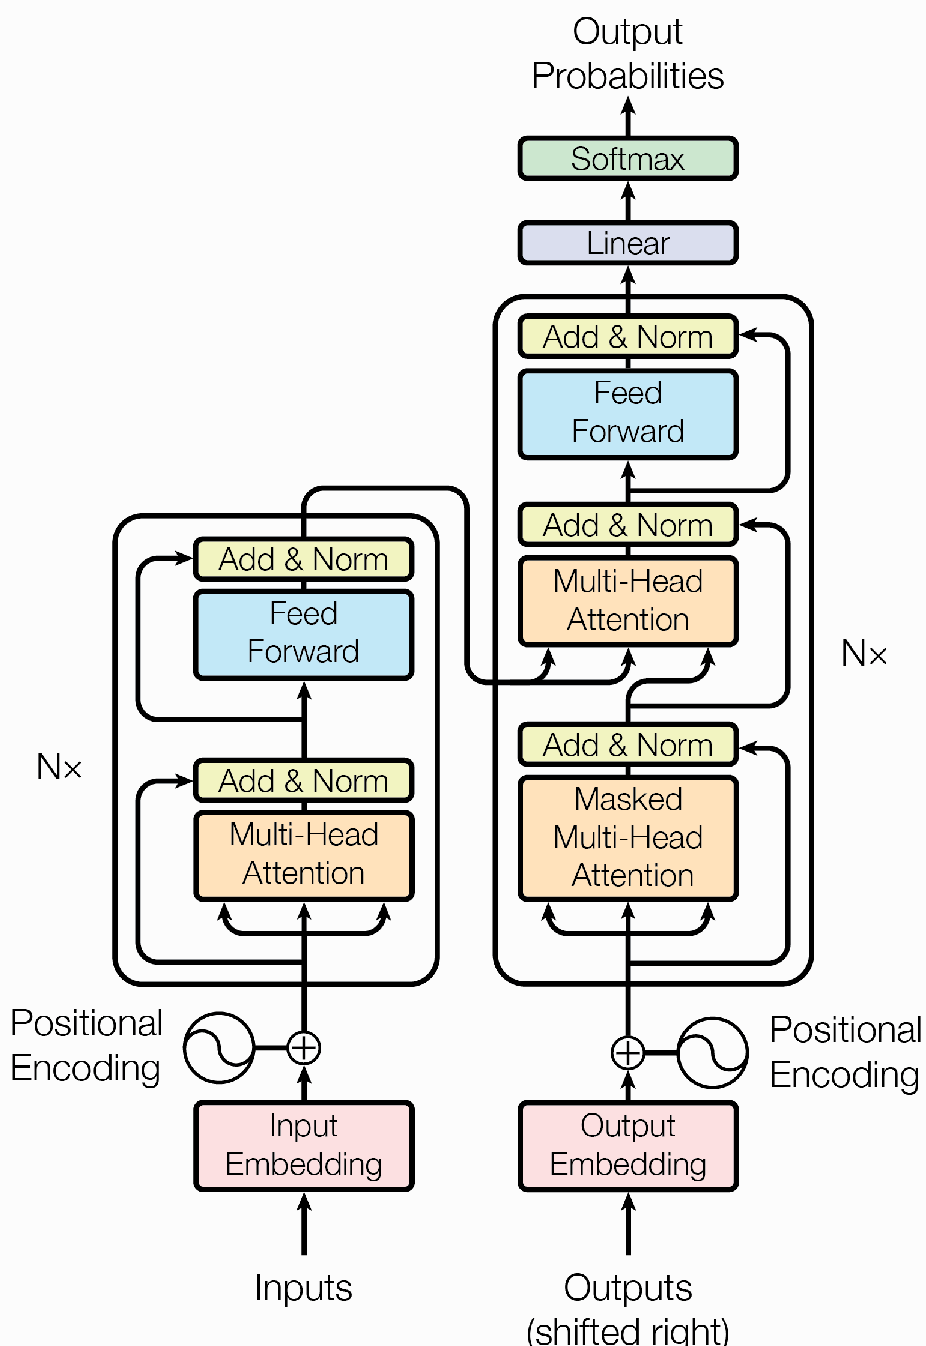 Output
Probabilities
Softmax
Linear
Add & Norm
Feed
Forward
Add & Norm
Multi-Head
Attention
Nx
Add & Norm
Masked
Multi-Head
Attention
Add & Norm
Feed
Forward
Nx
Add & Norm
Multi-Head
Attention
Positional
Encoding
Positional
Encoding
Input
Embedding
Output
Embedding
Inputs
Outputs
(shifted right)